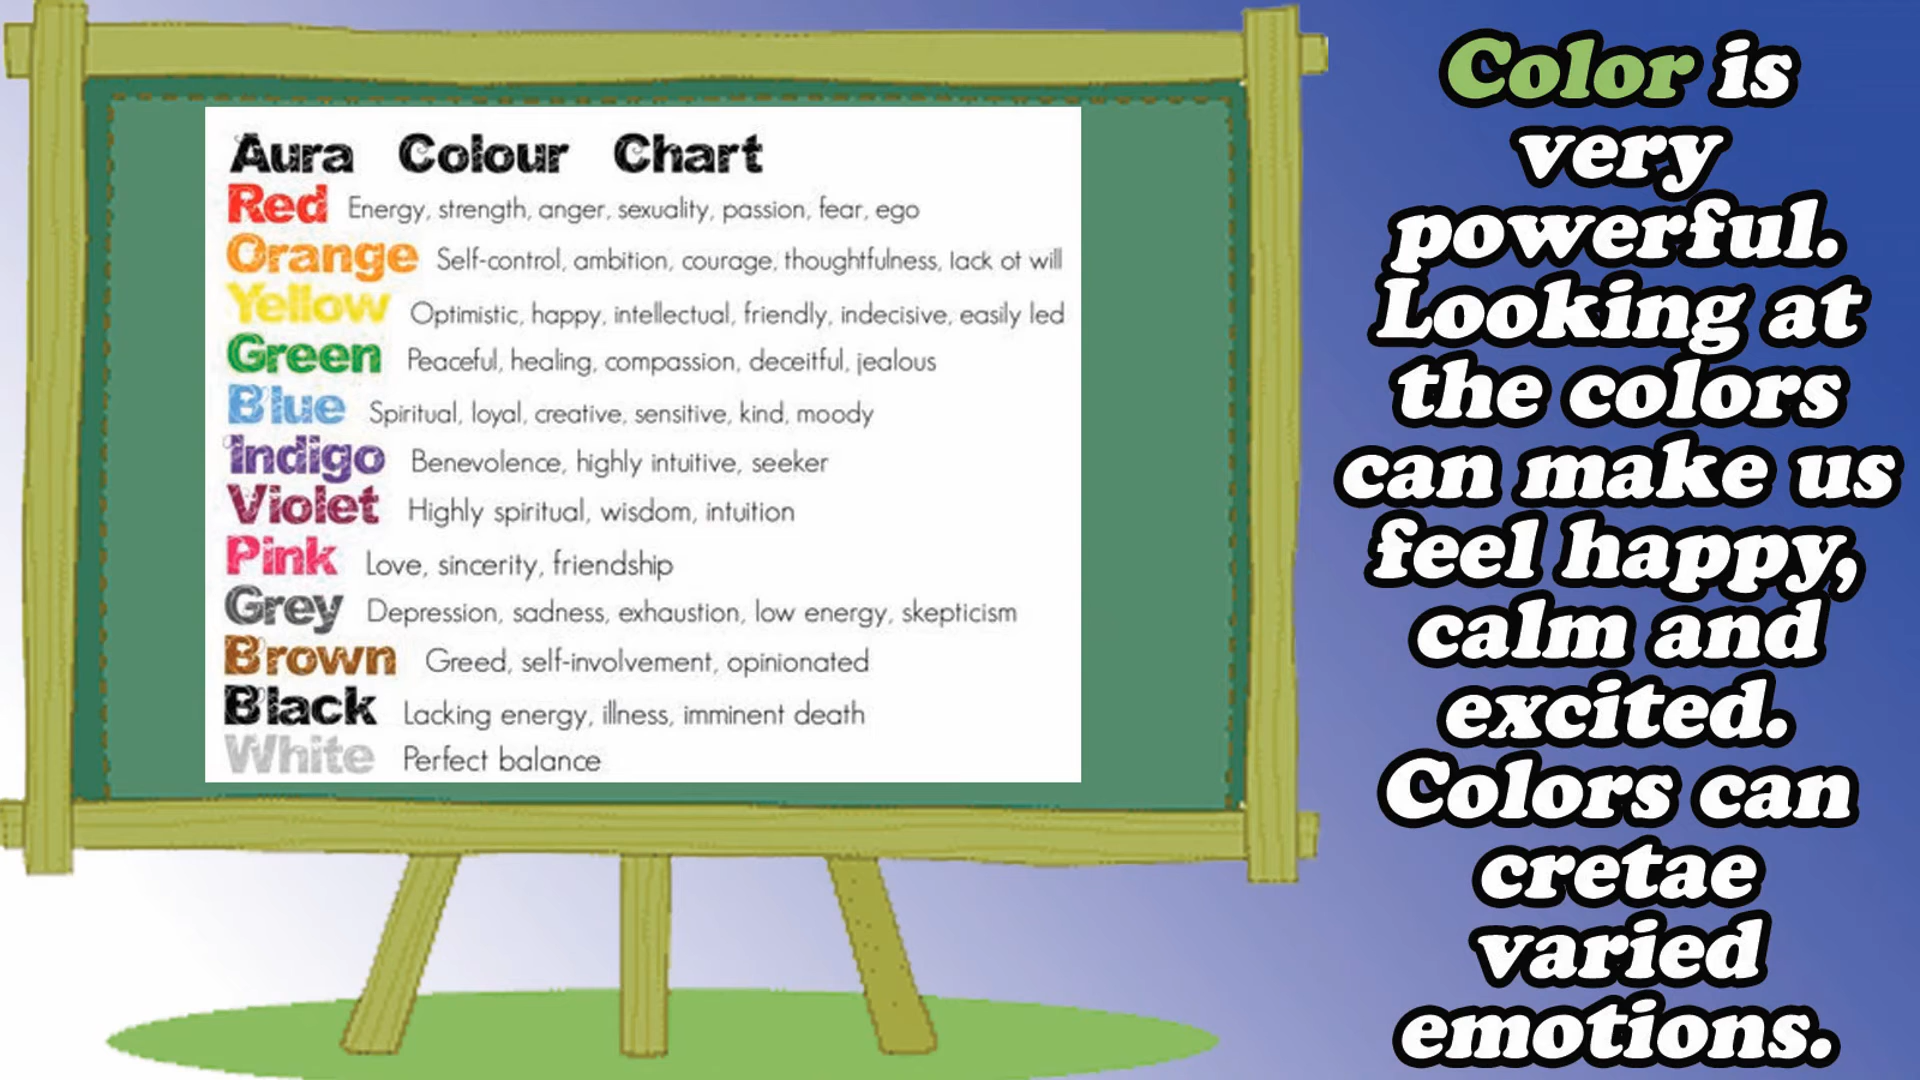 Aura Colour Chart
Red Energy, strength, anger, sexuality, passion, fear, ego
Orange Self-control, ambition, courage, thoughtfulness, lack of will
Yellow Optimistic, happy, intellectual, friendly, indecisive, easily led
Green Peaceful, healing, compassion, deceitful, jealous
Blue Spiritual, loyal, creative, sensitive, kind, moody
Indigo Benevolence, highly intuitive, seeker
Violet Highly spiritual, wisdom, intuition
Pink Love, sincerity, friendship
Grey Depression, sadness, exhaustion, low energy, skepticism
Brown Greed, self-involvement, opinionated
Black Lacking energy, illness, imminent death
White Perfect balance
Color is
very
powerful.
Looking at
the colors
can make us
feel happy,
calm and
excited.
Colors can
cretae
varied
emotions.